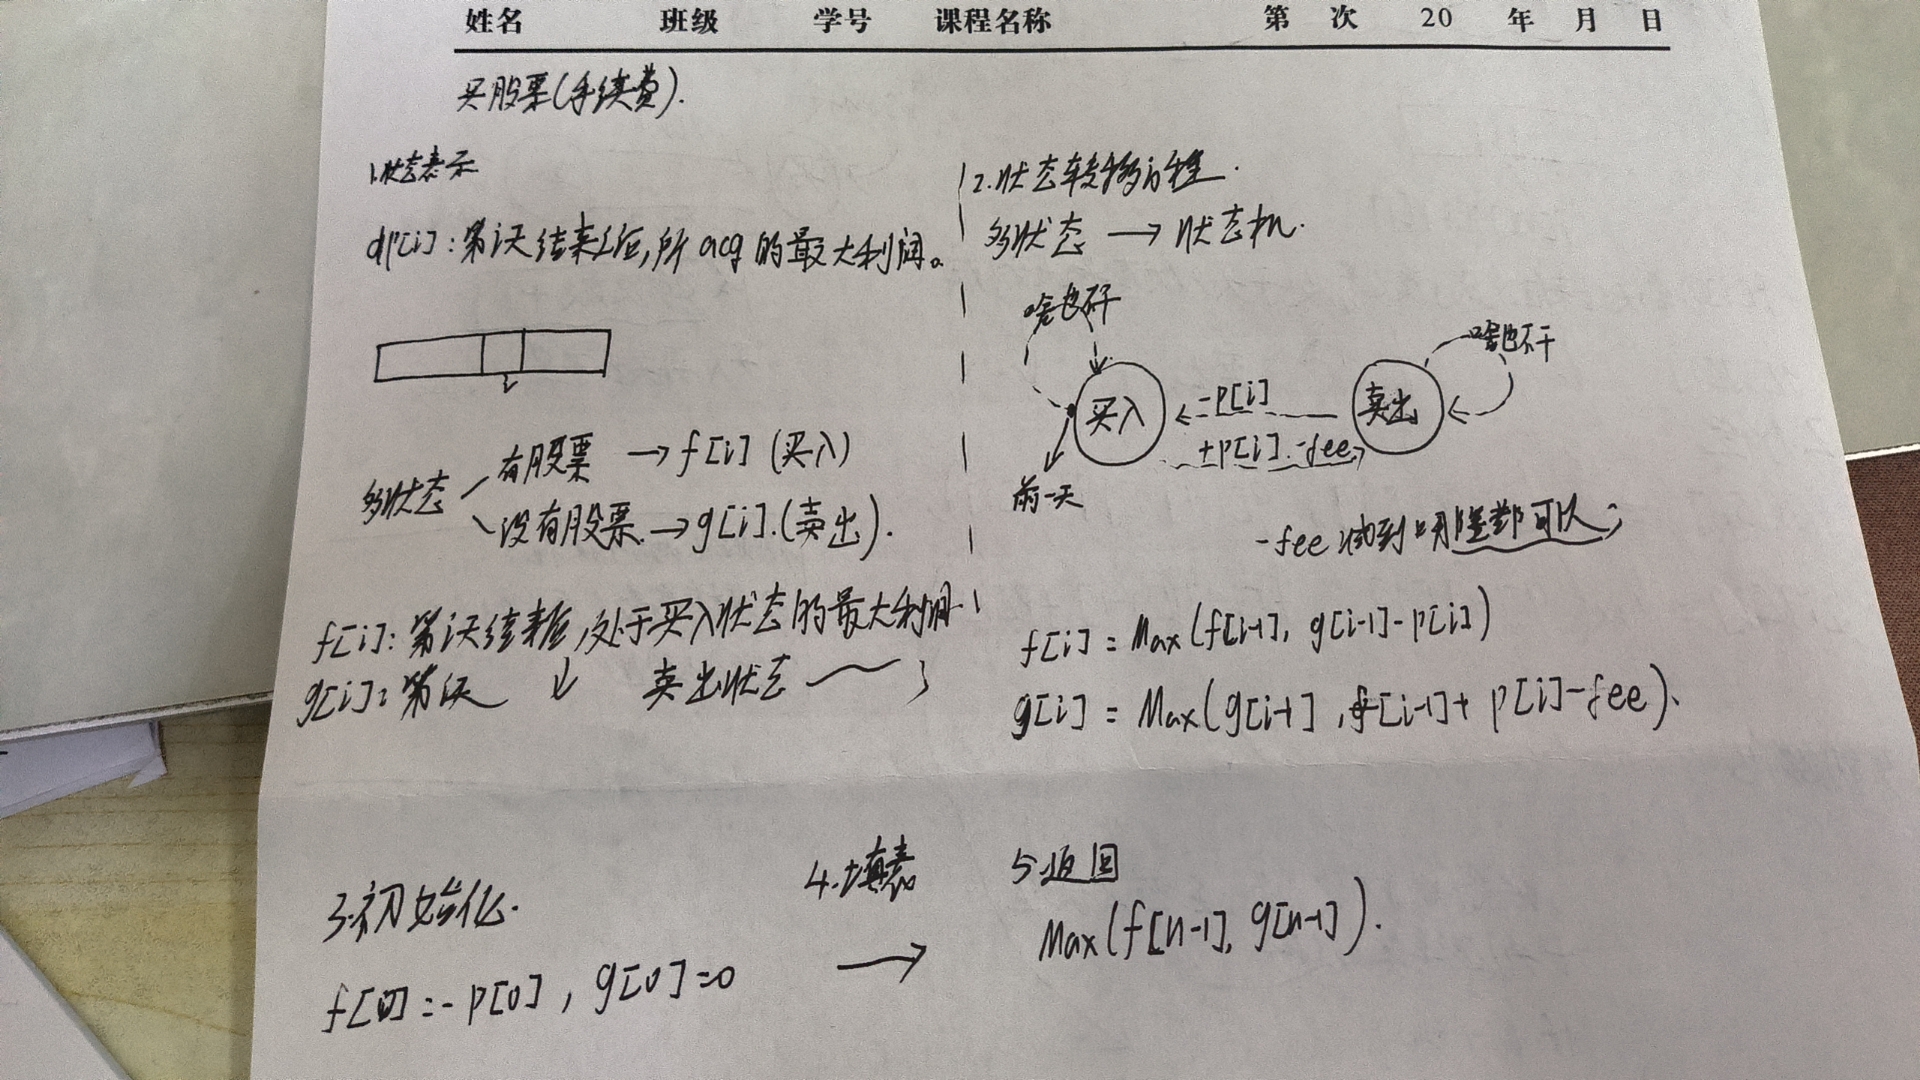 姓名 班级 学号 课程名称 第 次 20 年 月 日
买股票(手续费).
1.状态表示
dp[i]:第i天结束后,所 acq 的最大利润。
i
多状态
有股票 → f[i] (买入)
没有股票. → g[i].(卖出).
f[i]: 第i天结束后,处于买入状态的最大利润.
g[i]: 第i天 ↓ 卖出状态 ~
2.状态转移方程.
多状态 → 状态机.
啥也不干
啥也不干
买入
-p[i]
+p[i].-fee
卖出
前一天
-fee 放到哪里都可以;
f[i] = Max(f[i-1], g[i-1]-p[i])
g[i] = Max(g[i-1], f[i-1]+ p[i]-fee).
3.初始化.
f[0]=-p[0], g[0]=0
4.填表
→
5.返回
Max(f[n-1], g[n-1]).